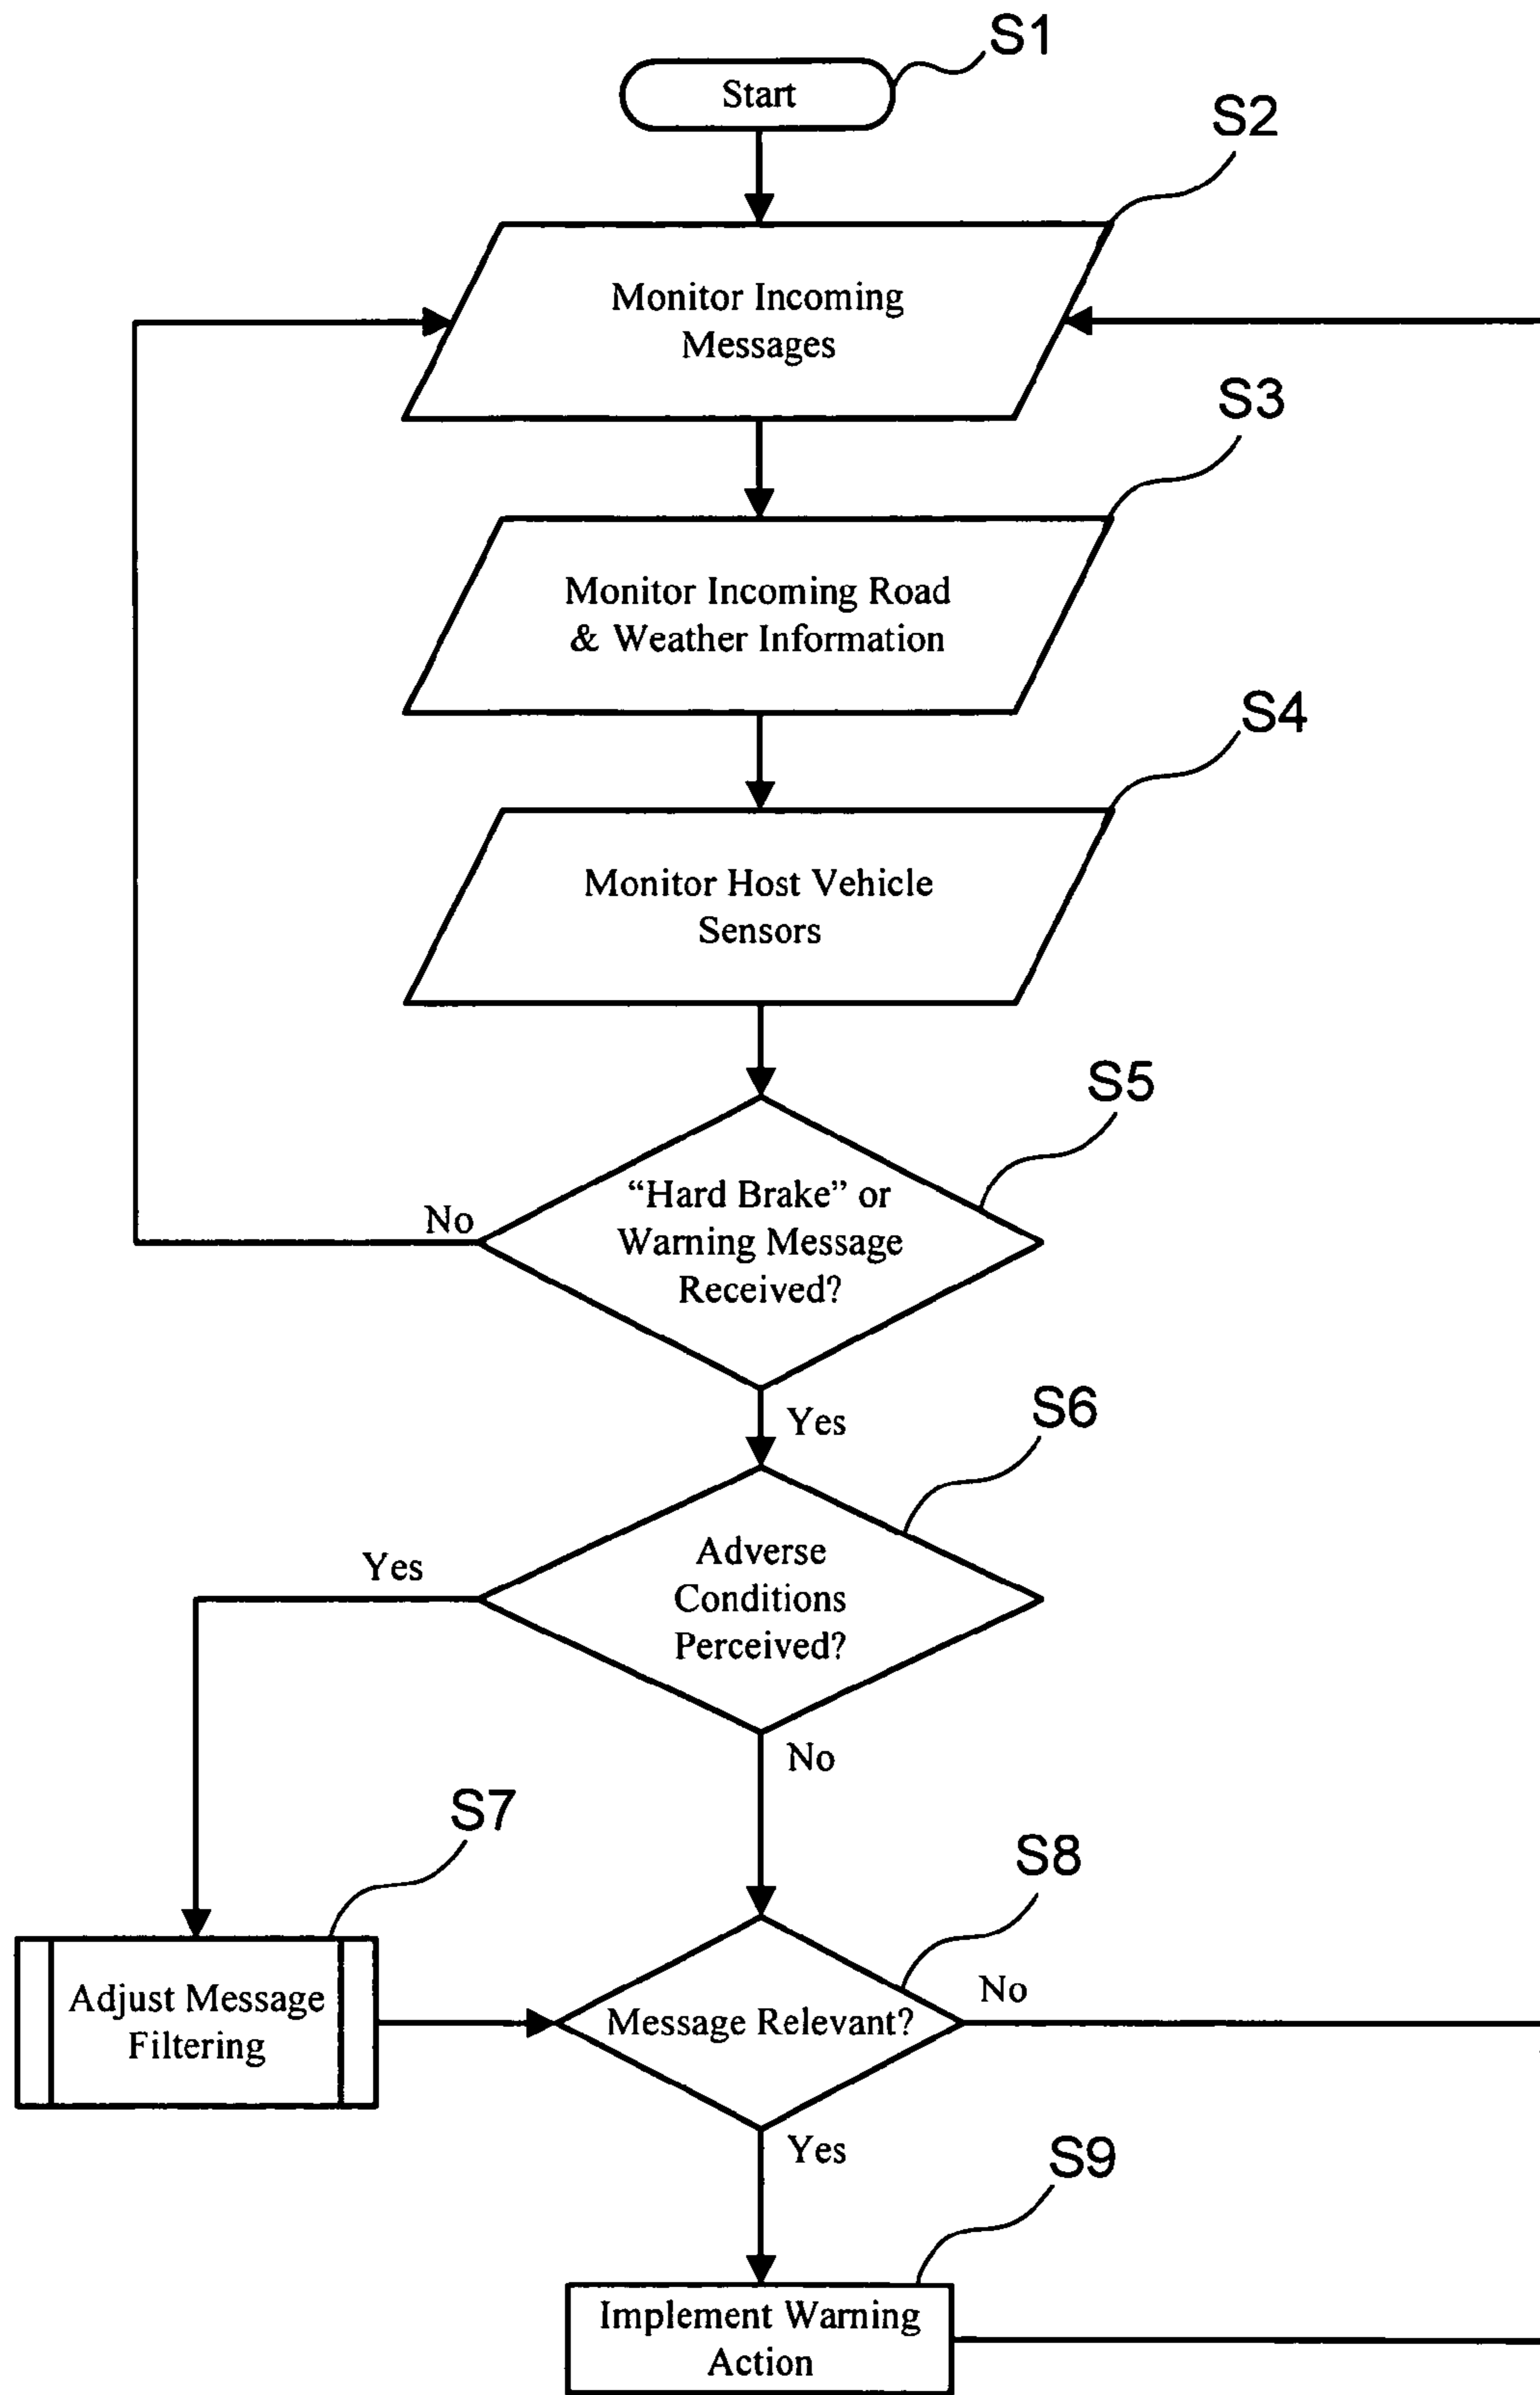 S1
Start
S2
Monitor Incoming
Messages
S3
Monitor Incoming Road
& Weather Information
S4
Monitor Host Vehicle
Sensors
S5
“Hard Brake” or
Warning Message
Received?
No
Yes
S6
Adverse
Conditions
Perceived?
Yes
No
S7
Adjust Message
Filtering
S8
Message Relevant?
No
Yes
S9
Implement Warning
Action